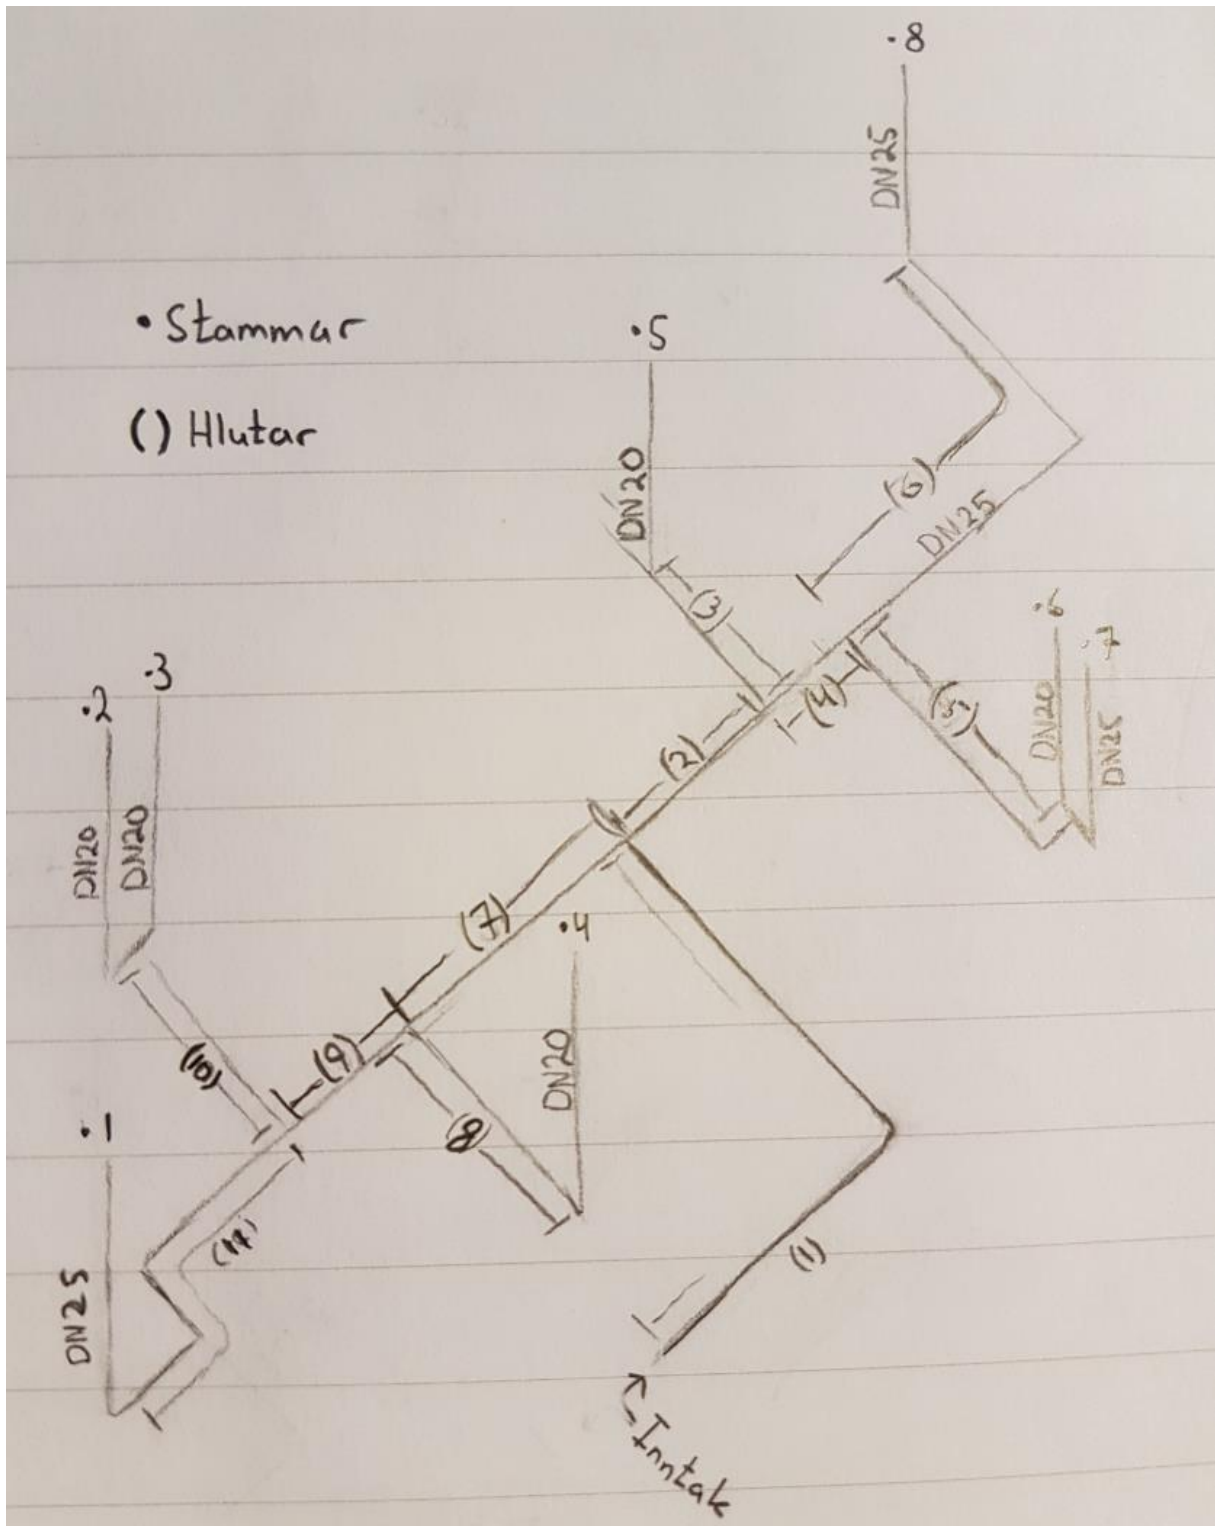 .8
DN25
• Stammar
.5
() Hlutar
DN20
(6)
DN25
(3)
.6
.7
.3
.2
(4)
(5)
DN20
DN25
(2)
DN20
DN20
(7)
.4
(9)
DN20
(10)
(8)
.1
(11)
(1)
DN25
Inntak